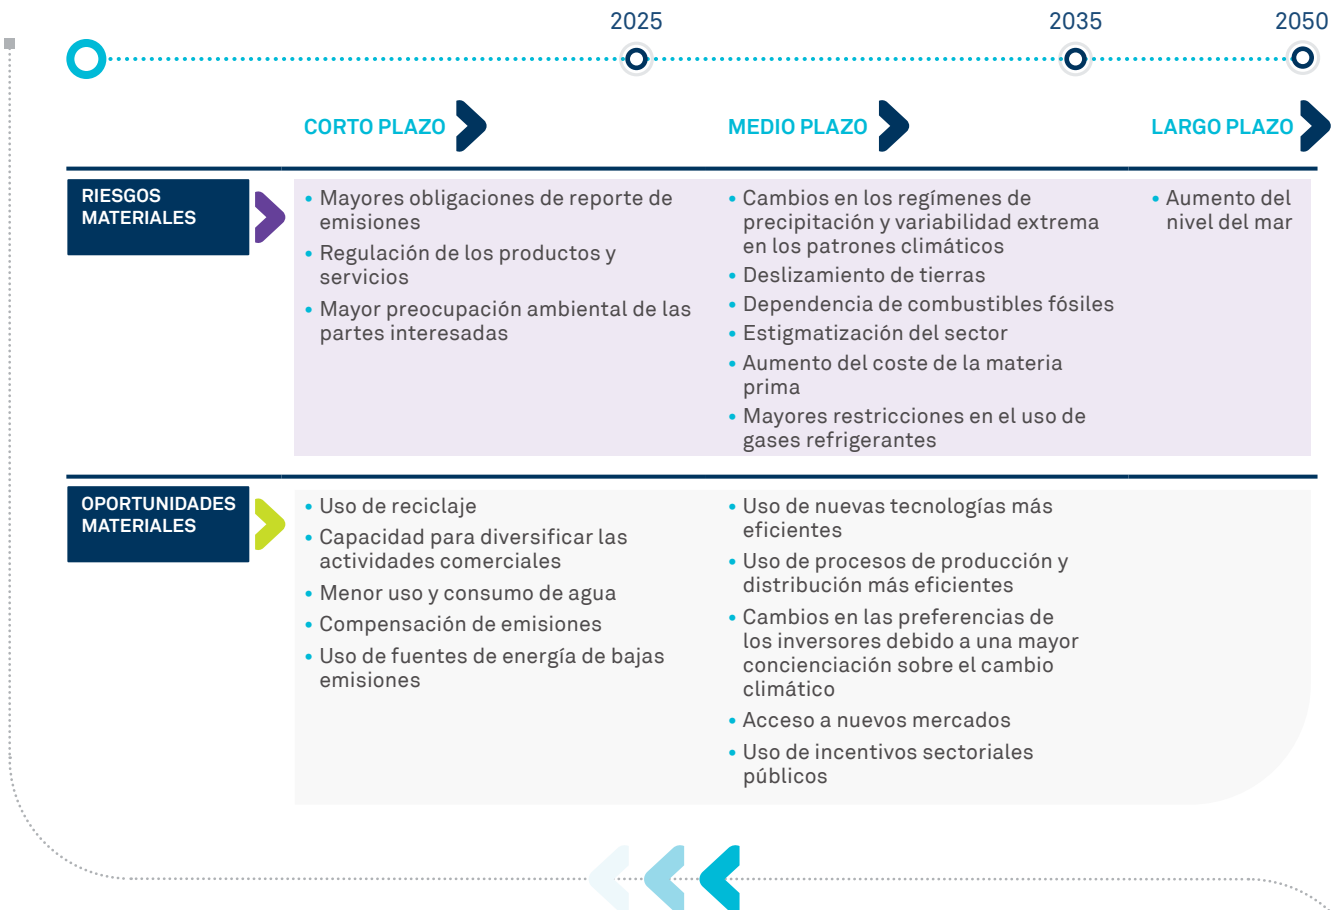 2025
2035
2050
CORTO PLAZO
MEDIO PLAZO
LARGO PLAZO
RIESGOS
MATERIALES
• Mayores obligaciones de reporte de
emisiones
• Regulación de los productos y
servicios
• Mayor preocupación ambiental de las
partes interesadas
• Cambios en los regímenes de
precipitación y variabilidad extrema
en los patrones climáticos
• Deslizamiento de tierras
• Dependencia de combustibles fósiles
• Estigmatización del sector
• Aumento del coste de la materia
prima
• Mayores restricciones en el uso de
gases refrigerantes
• Aumento del
nivel del mar
OPORTUNIDADES
MATERIALES
• Uso de reciclaje
• Capacidad para diversificar las
actividades comerciales
• Menor uso y consumo de agua
• Compensación de emisiones
• Uso de fuentes de energía de bajas
emisiones
• Uso de nuevas tecnologías más
eficientes
• Uso de procesos de producción y
distribución más eficientes
• Cambios en las preferencias de
los inversores debido a una mayor
concienciación sobre el cambio
climático
• Acceso a nuevos mercados
• Uso de incentivos sectoriales
públicos